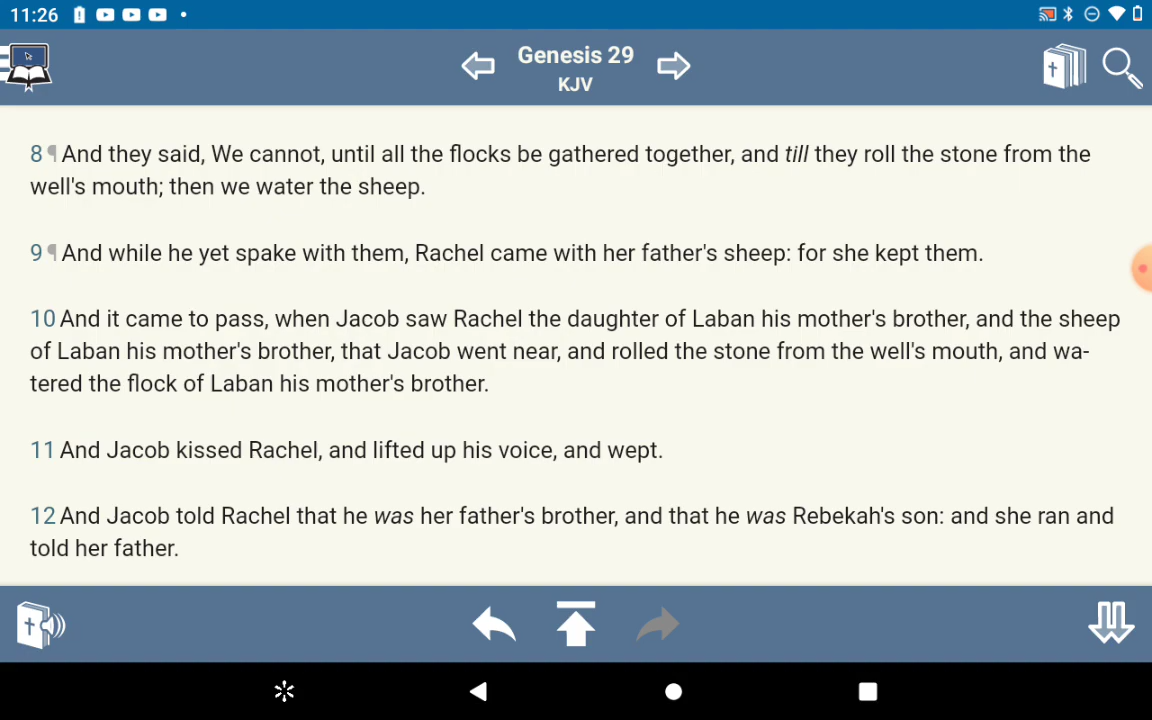 11:26
Genesis 29
KJV
8 ¶ And they said, We cannot, until all the flocks be gathered together, and till they roll the stone from the
well's mouth; then we water the sheep.
9 ¶ And while he yet spake with them, Rachel came with her father's sheep: for she kept them.
10 And it came to pass, when Jacob saw Rachel the daughter of Laban his mother's brother, and the sheep
of Laban his mother's brother, that Jacob went near, and rolled the stone from the well's mouth, and wa-
tered the flock of Laban his mother's brother.
11 And Jacob kissed Rachel, and lifted up his voice, and wept.
12 And Jacob told Rachel that he was her father's brother, and that he was Rebekah's son: and she ran and
told her father.